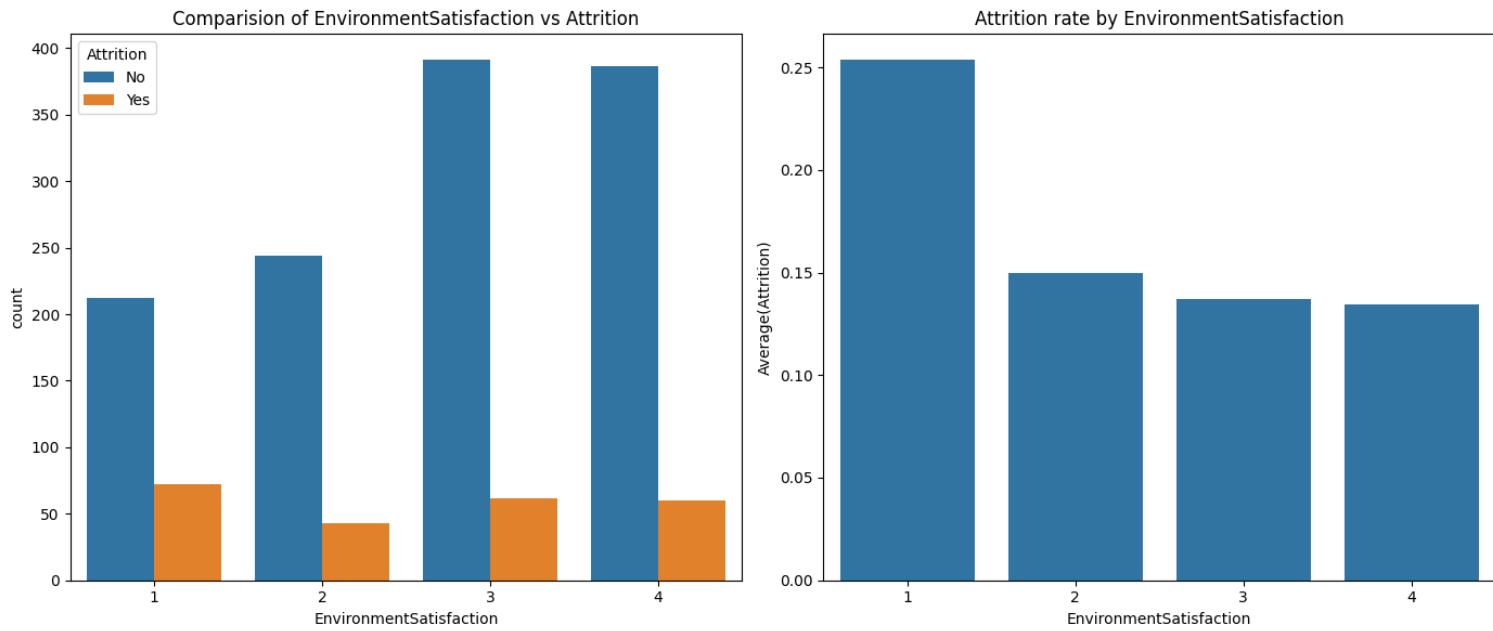 Comparision of EnvironmentSatisfaction vs Attrition
Attrition
No
Yes
400
350
300
250
200
150
100
50
0
count
1 2 3 4
EnvironmentSatisfaction
Attrition rate by EnvironmentSatisfaction
0.25
0.20
0.15
0.10
0.05
0.00
Average(Attrition)
1 2 3 4
EnvironmentSatisfaction